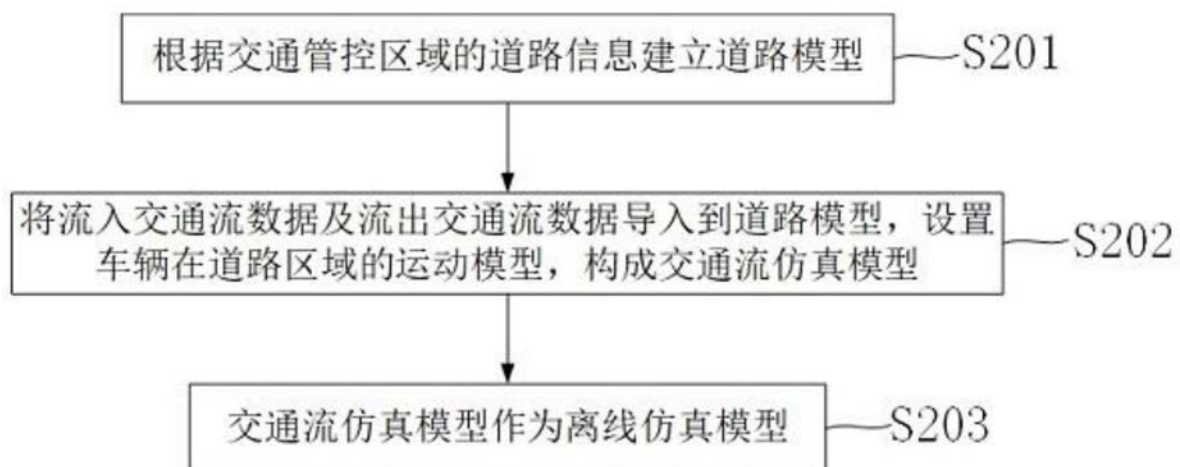 根据交通管控区域的道路信息建立道路模型
S201
将流入交通流数据及流出交通流数据导入到道路模型，设置
车辆在道路区域的运动模型，构成交通流仿真模型
S202
交通流仿真模型作为离线仿真模型
S203